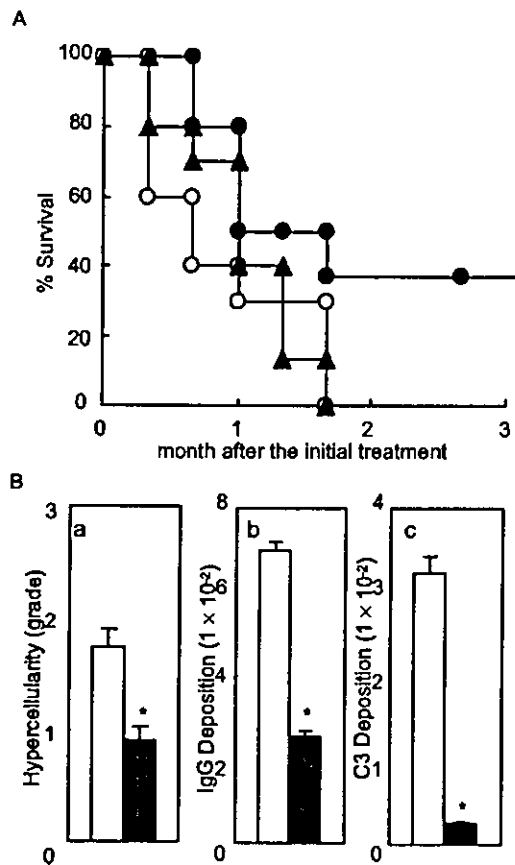 A
100
80
60
40
20
0
% Survival
0 1 2 3
month after the initial treatment
B
a
3
2
1
0
Hypercellularity (grade)
*
b
8
6
4
2
0
IgG Deposition (1 × 10-2)
*
c
4
3
2
1
0
C3 Deposition (1 × 10-2)
*